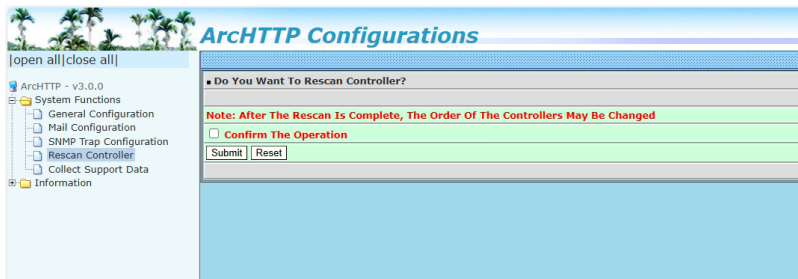 ArcHTTP Configurations
|open all|close all|
ArcHTTP - v3.0.0
System Functions
General Configuration
Mail Configuration
SNMP Trap Configuration
Rescan Controller
Collect Support Data
Information
Do You Want To Rescan Controller?
Note: After The Rescan Is Complete, The Order Of The Controllers May Be Changed
Confirm The Operation
Submit Reset